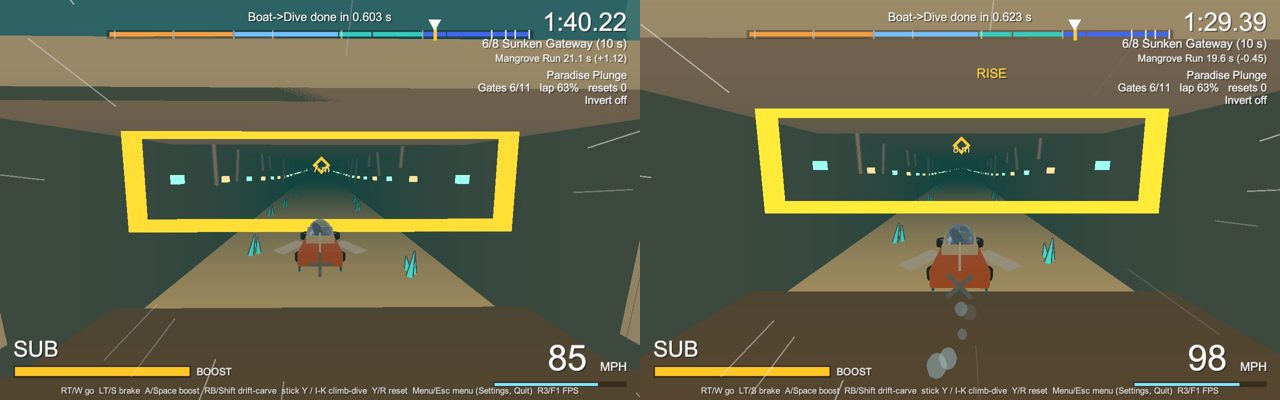 Boat->Dive done in 0.603 s
1:40.22
6/8 Sunken Gateway (10 s)
Mangrove Run 21.1 s (+1.12)
Paradise Plunge
Gates 6/11 lap 63% resets 0
Invert off
SUB
BOOST
85 MPH
RT/W go LT/S brake A/Space boost RB/Shift drift-carve stick Y / I-K climb-dive Y/R reset Menu/Esc menu (Settings, Quit) R3/F1 FPS
Boat->Dive done in 0.623 s
1:29.39
6/8 Sunken Gateway (10 s)
Mangrove Run 19.6 s (-0.45)
RISE
Paradise Plunge
Gates 6/11 lap 63% resets 0
Invert off
SUB
BOOST
98 MPH
RT/W go LT/S brake A/Space boost RB/Shift drift-carve stick Y / I-K climb-dive Y/R reset Menu/Esc menu (Settings, Quit) R3/F1 FPS